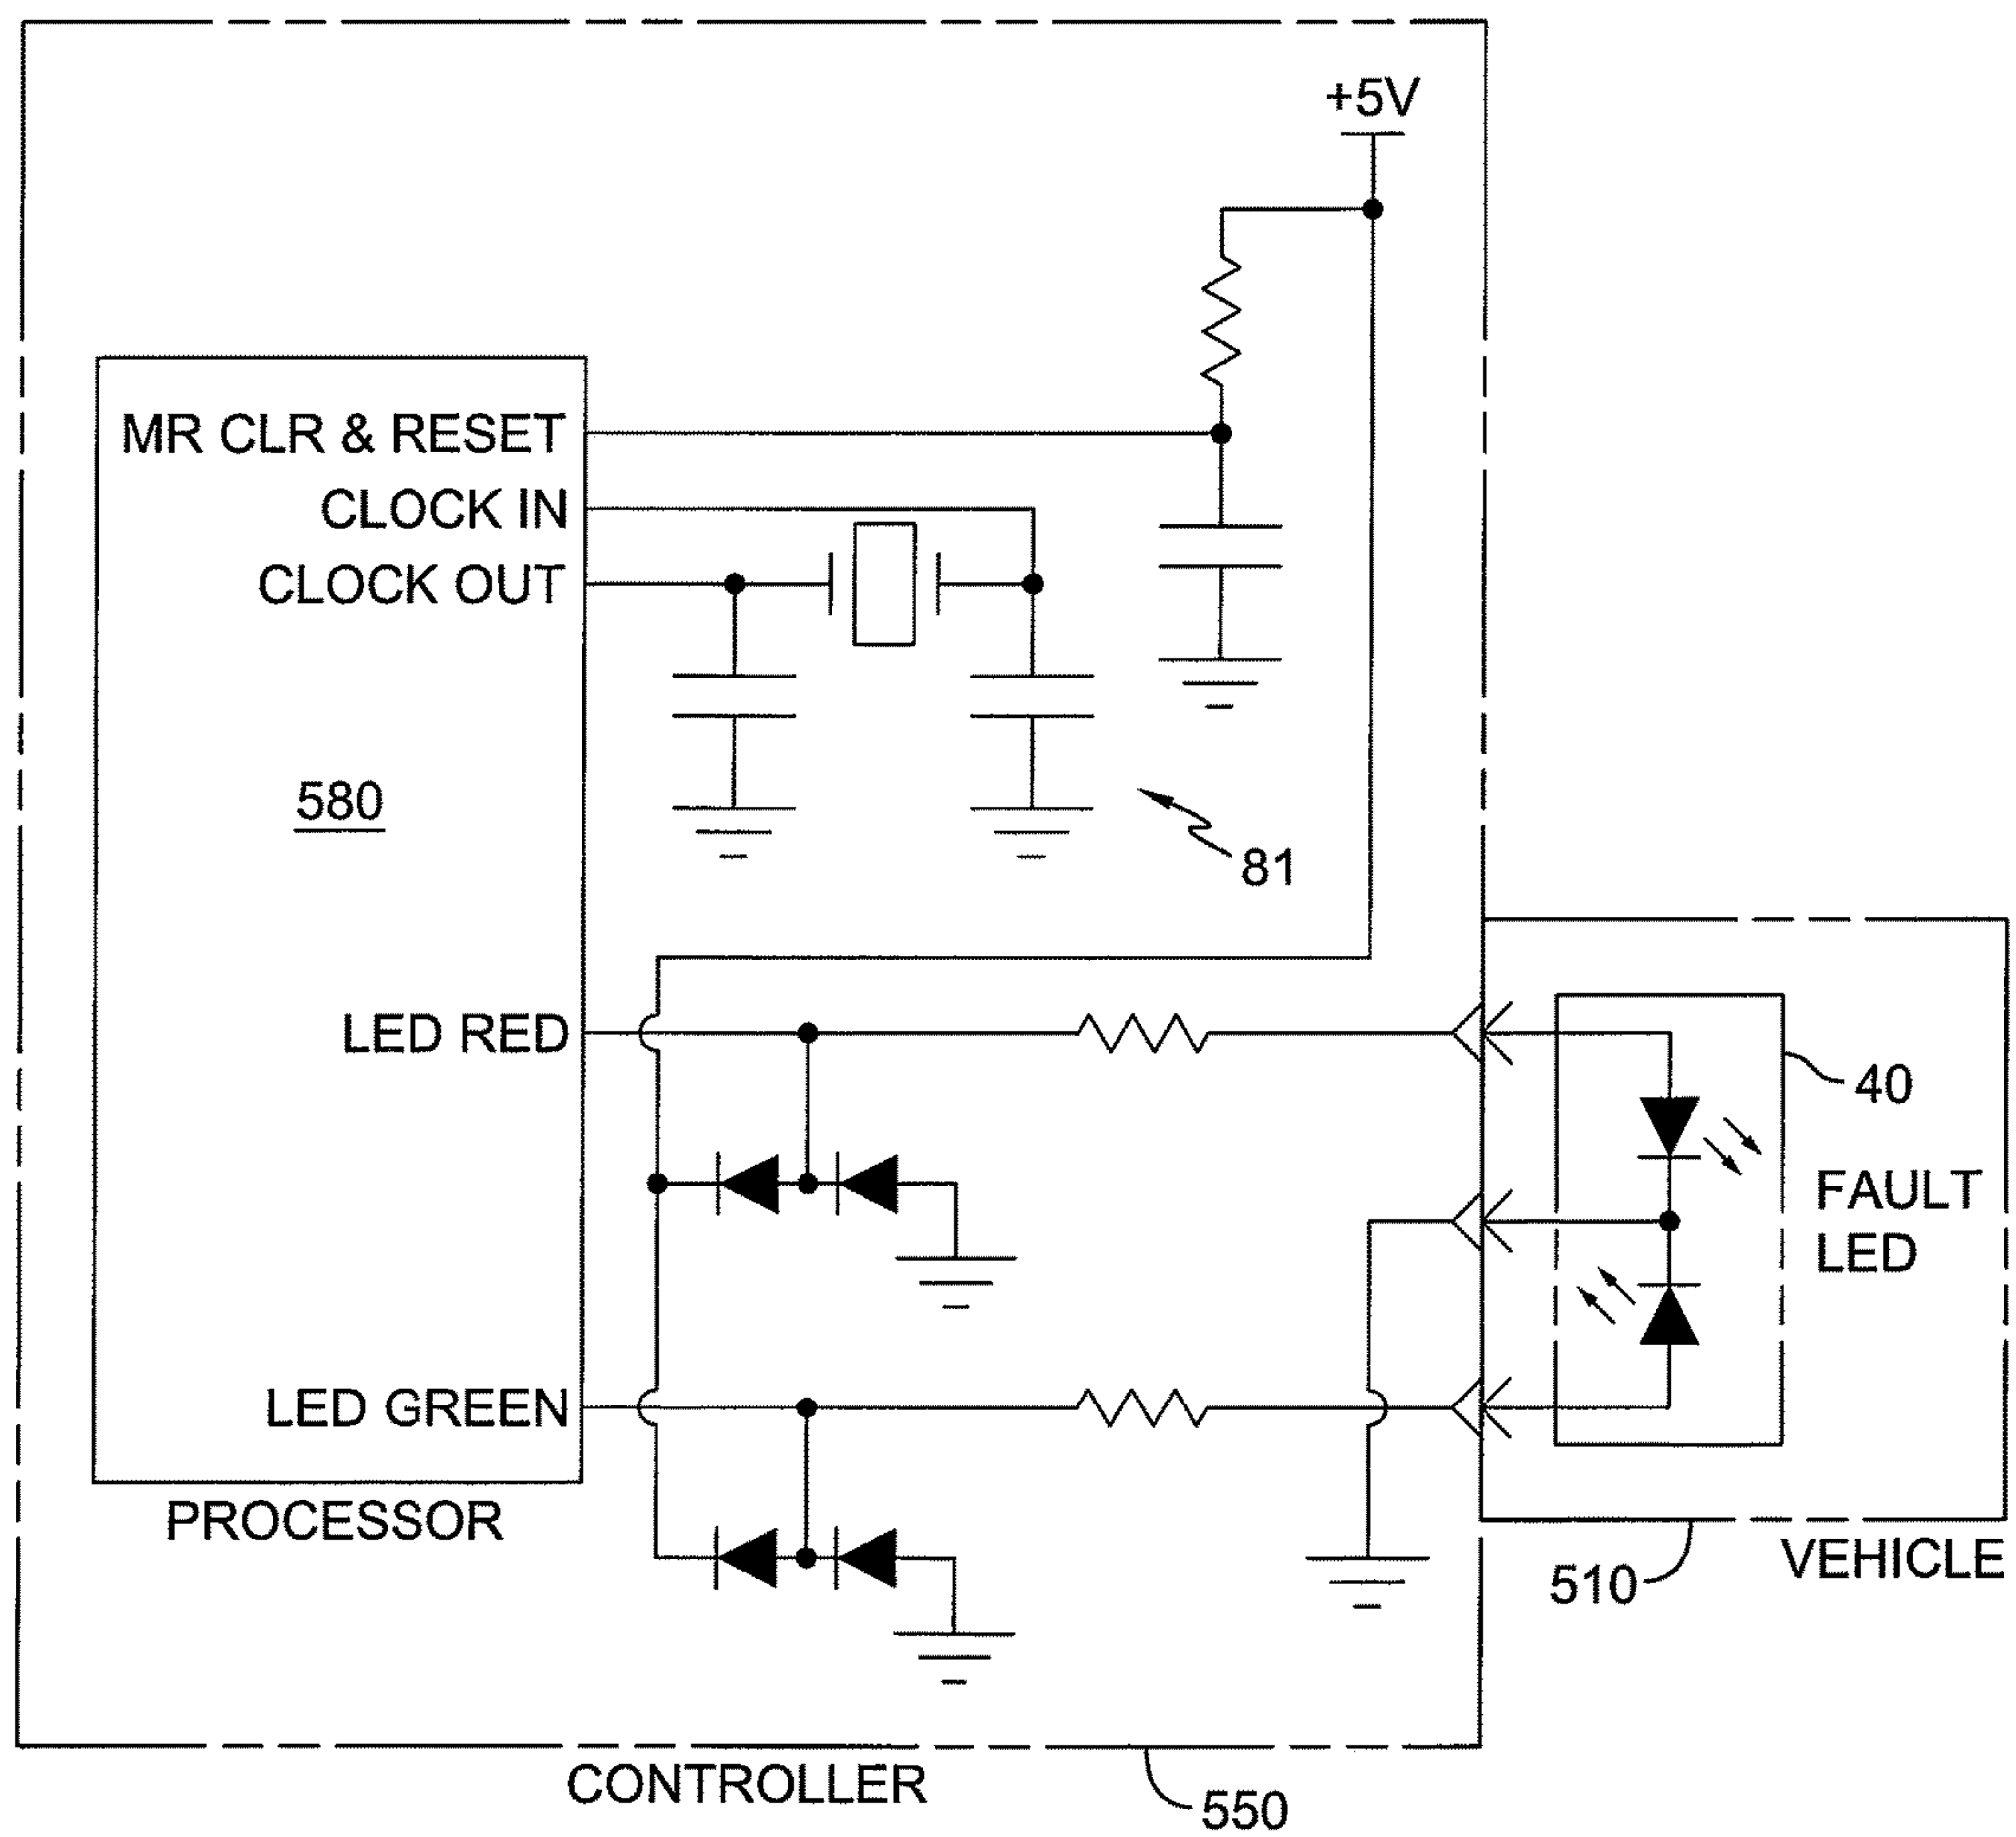 +5V
MR CLR & RESET
CLOCK IN
CLOCK OUT
580
81
LED RED
40
FAULT
LED
LED GREEN
PROCESSOR
510
VEHICLE
CONTROLLER
550